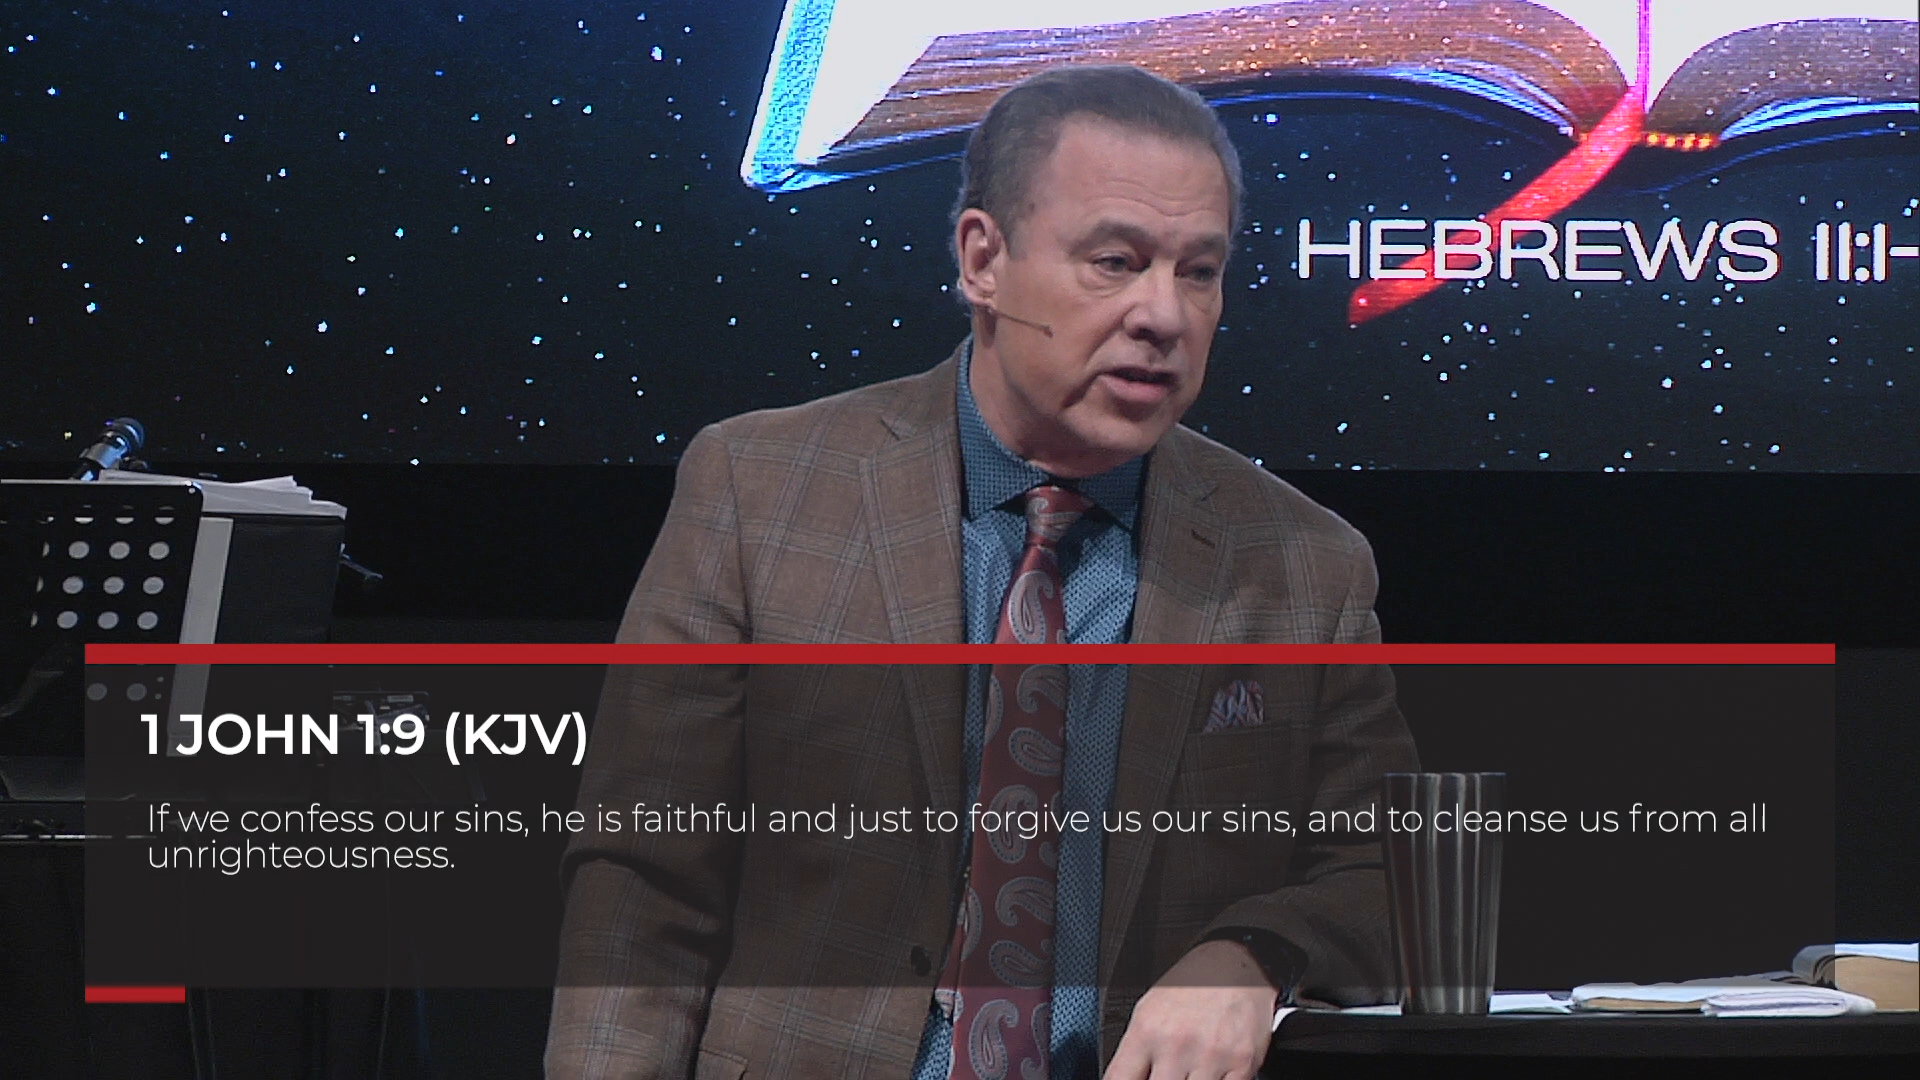 HEBREWS 11:1-
1 JOHN 1:9 (KJV)
If we confess our sins, he is faithful and just to forgive us our sins, and to cleanse us from all
unrighteousness.